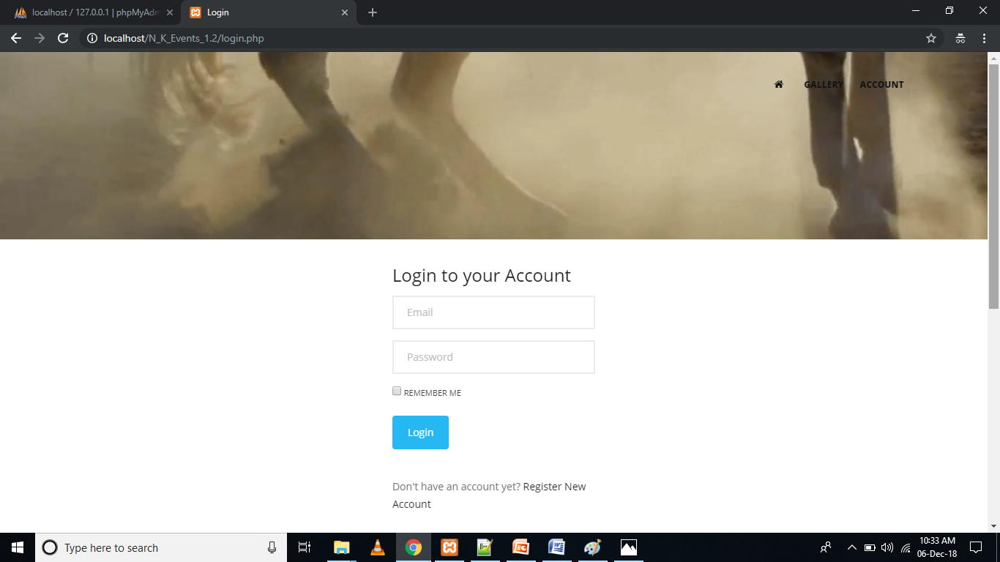 localhost / 127.0.0.1 | phpMyAdm
Login
localhost/N_K_Events_1.2/login.php
GALLERY
ACCOUNT
Login to your Account
Email
Password
REMEMBER ME
Login
Don't have an account yet? Register New
Account
Type here to search
10:33 AM
06-Dec-18